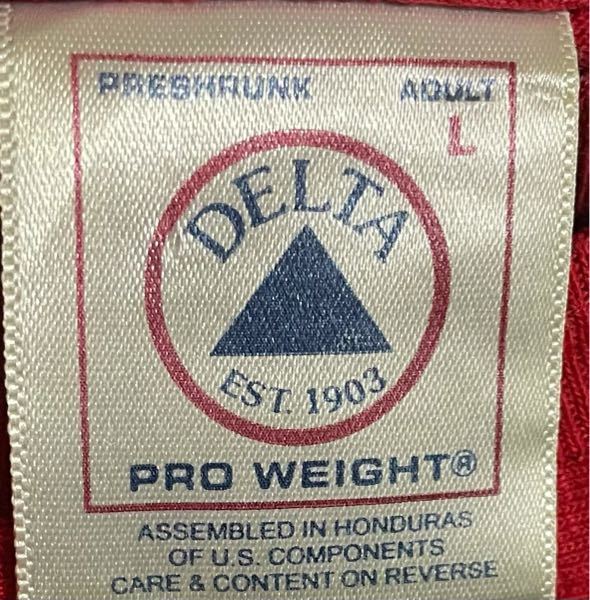 PRESHRUNK ADULT
L
DELTA
EST. 1903
PRO WEIGHT®
ASSEMBLED IN HONDURAS
OF U.S. COMPONENTS
CARE & CONTENT ON REVERSE